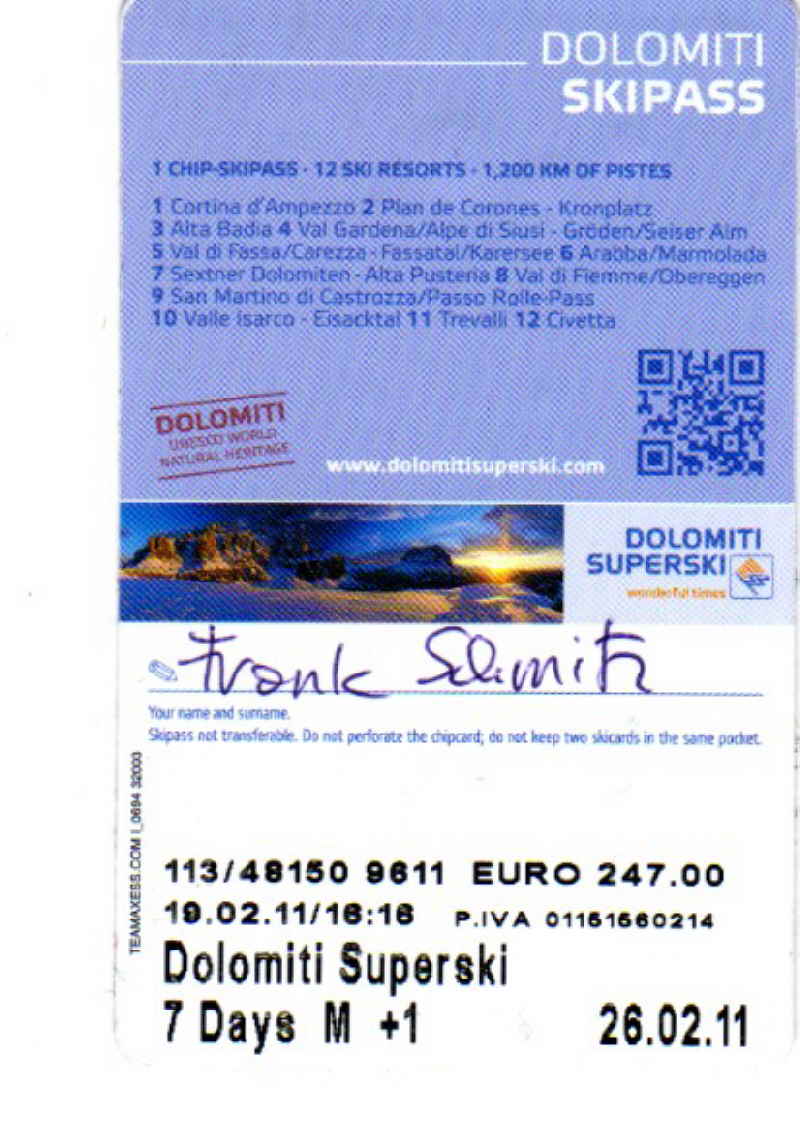 DOLOMITI
SKIPASS
1 CHIP-SKIPASS · 12 SKI RESORTS · 1,200 KM OF PISTES
1 Cortina d'Ampezzo 2 Plan de Corones - Kronplatz
3 Alta Badia 4 Val Gardena/Alpe di Siusi - Gröden/Seiser Alm
5 Val di Fassa/Carezza - Fassatal/Karersee 6 Arabba/Marmolada
7 Sextner Dolomiten - Alta Pusteria 8 Val di Fiemme/Obereggen
9 San Martino di Castrozza/Passo Rolle-Pass
10 Valle Isarco - Eisacktal 11 Trevalli 12 Civetta
DOLOMITI
UNESCO WORLD
NATURAL HERITAGE
www.dolomitisuperski.com
DOLOMITI
SUPERSKI
wonderful times
Frank Schmitz
Your name and surname.
Skipass not transferable. Do not perforate the chipcard; do not keep two skicards in the same pocket.
TEAMAXESS.COM I_0694 32003
113/48150 9611 EURO 247.00
19.02.11/16:16 P.IVA 01151660214
Dolomiti Superski
7 Days M +1 26.02.11